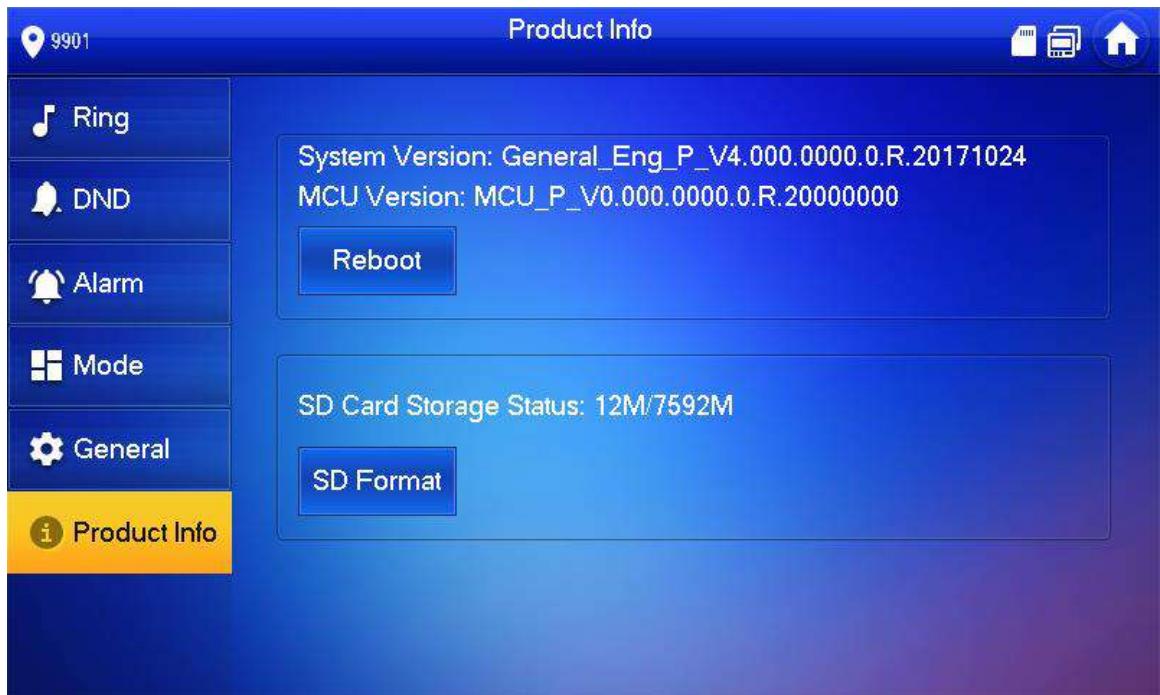 9901
Product Info
Ring
DND
Alarm
Mode
General
Product Info
System Version: General_Eng_P_V4.000.0000.0.R.20171024
MCU Version: MCU_P_V0.000.0000.0.R.20000000
Reboot
SD Card Storage Status: 12M/7592M
SD Format